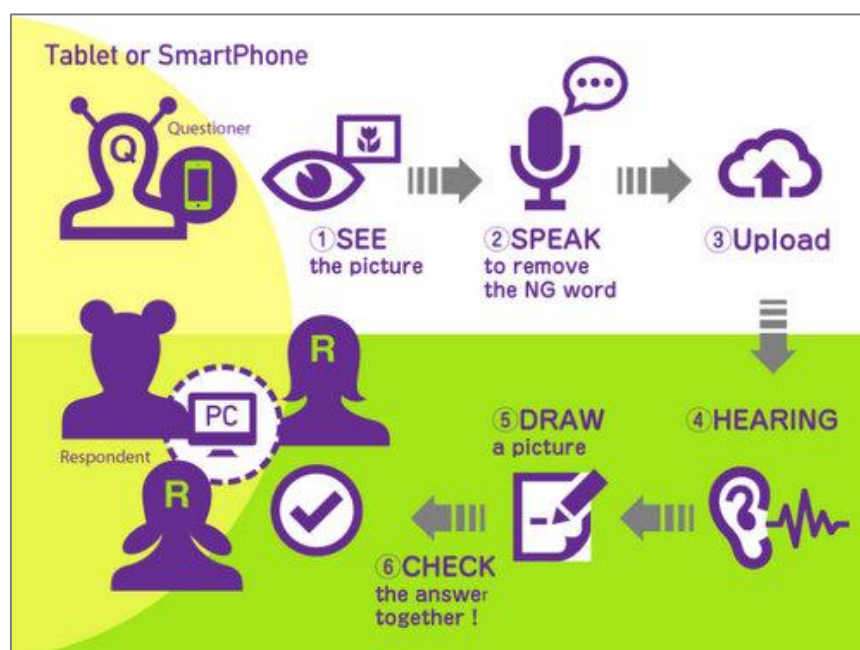 Tablet or SmartPhone
Questioner
Q
①SEE
the picture
②SPEAK
to remove
the NG word
③Upload
④HEARING
⑤DRAW
a picture
⑥CHECK
the answer
together !
R
PC
Respondent
R